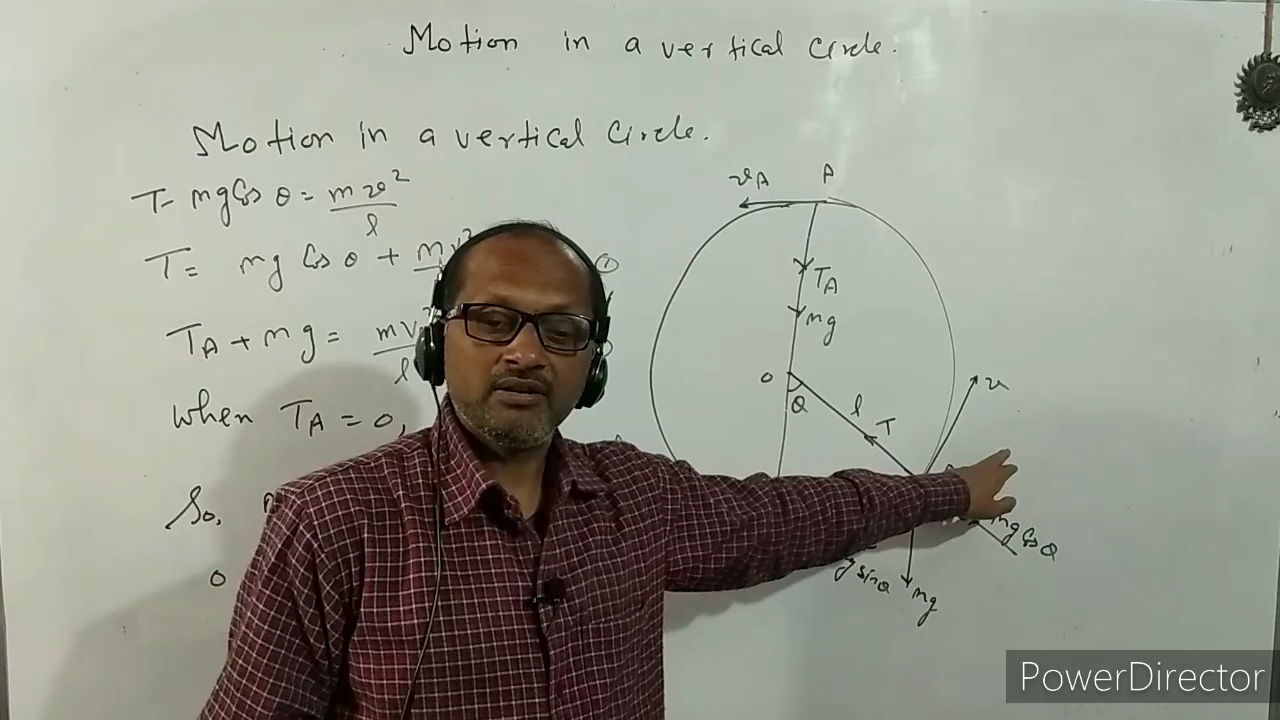 Motion in a vertical circle.
Motion in a vertical circle.
T- mg Cos θ = mv²/l
T = mg Cos θ + mv
TA + mg = mv²/l
when TA = 0,
So,
vA
A
TA
mg
O
θ
l
T
v
mg Cos θ
sin θ
mg
PowerDirector